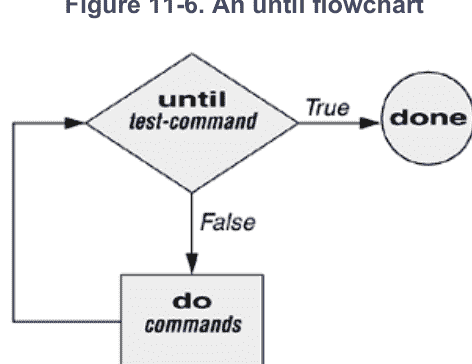 Figure 11-6. An until flowchart
until
test-command
True
done
False
do
commands